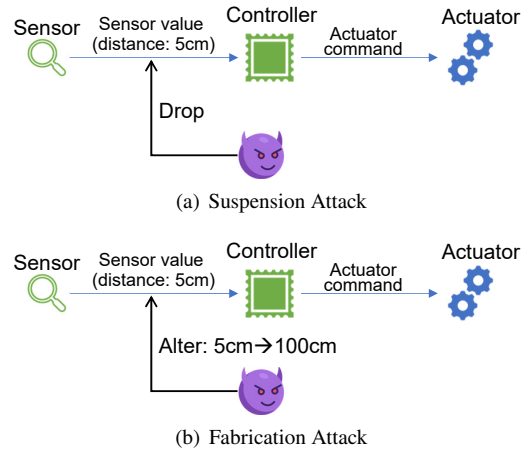 Sensor
Sensor value
(distance: 5cm)
Controller
Actuator
command
Actuator
Drop
(a) Suspension Attack
Sensor
Sensor value
(distance: 5cm)
Controller
Actuator
command
Actuator
Alter: 5cm→100cm
(b) Fabrication Attack